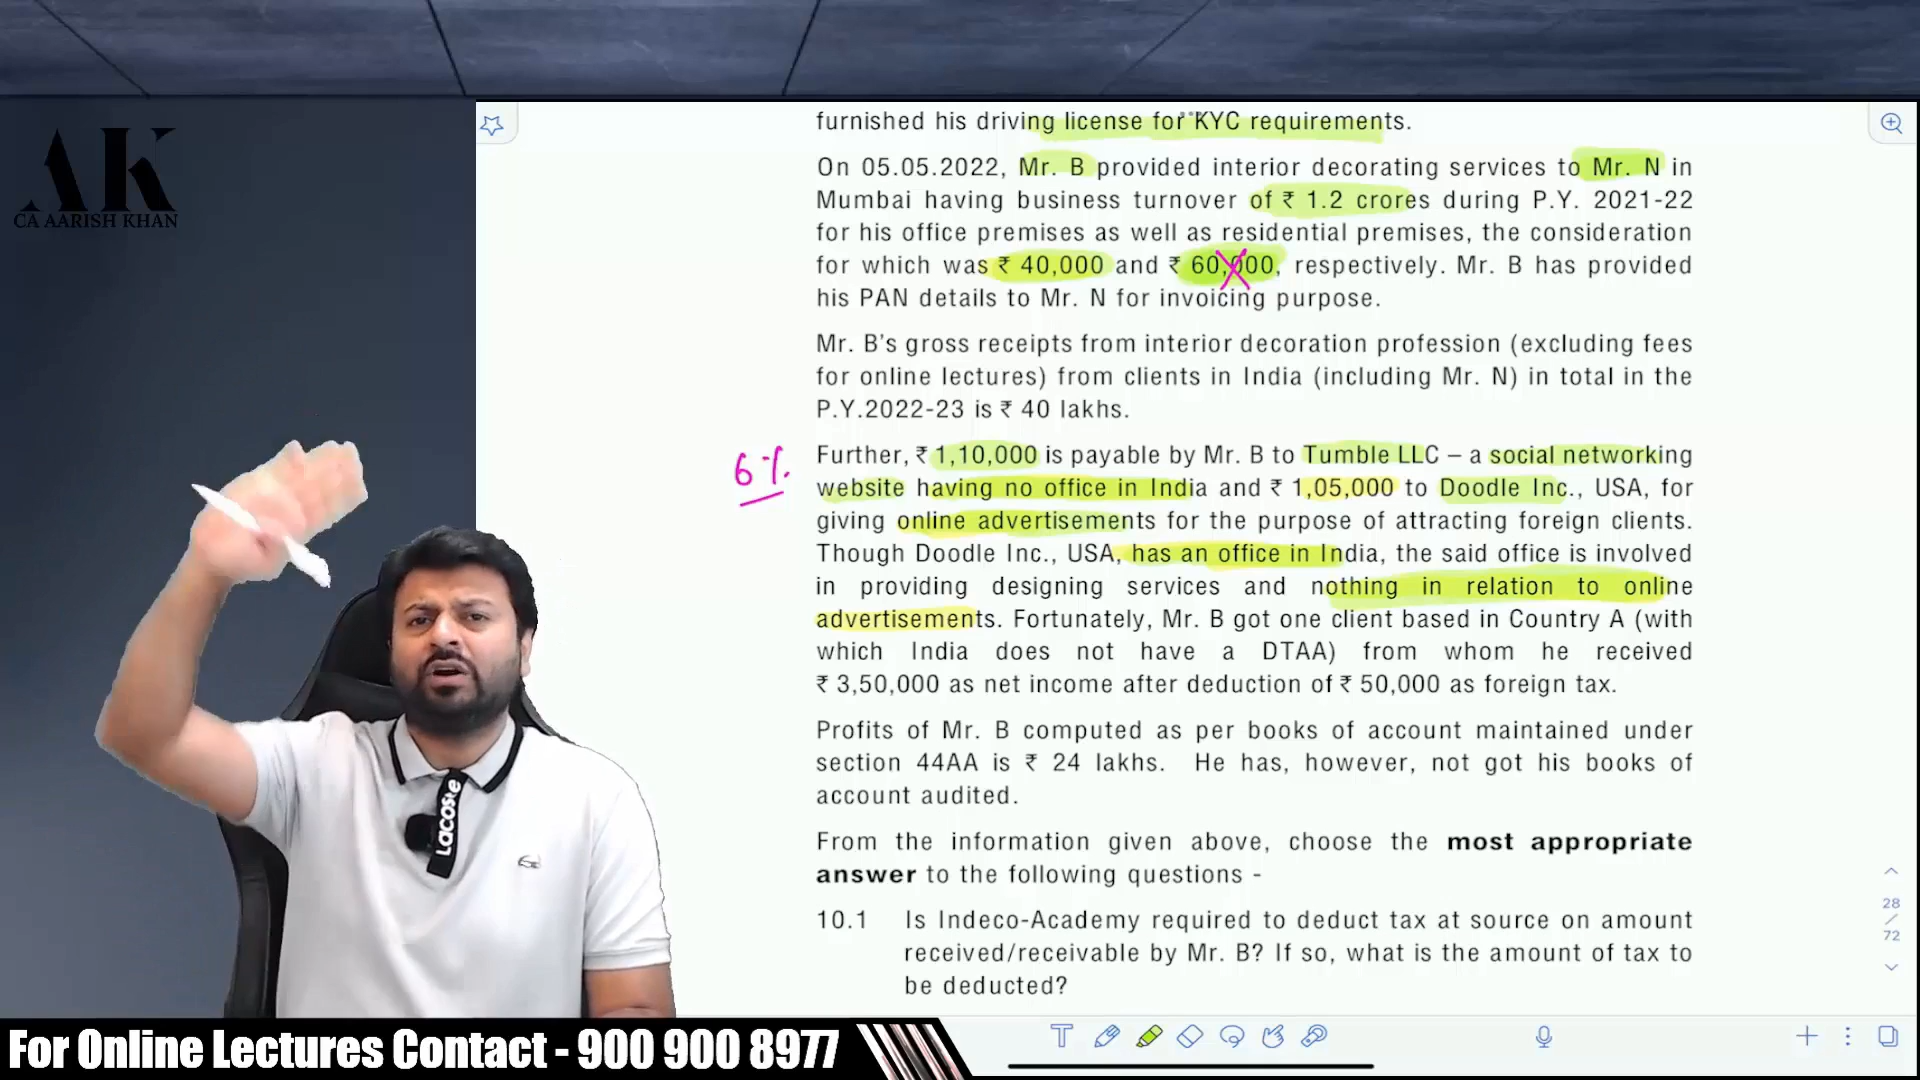 AK
CA AARISH KHAN
furnished his driving license for KYC requirements.
On 05.05.2022, Mr. B provided interior decorating services to Mr. N in
Mumbai having business turnover of ₹ 1.2 crores during P.Y. 2021-22
for his office premises as well as residential premises, the consideration
for which was ₹ 40,000 and ₹ 60,000, respectively. Mr. B has provided
his PAN details to Mr. N for invoicing purpose.
Mr. B's gross receipts from interior decoration profession (excluding fees
for online lectures) from clients in India (including Mr. N) in total in the
P.Y.2022-23 is ₹ 40 lakhs.
6%
Further, ₹ 1,10,000 is payable by Mr. B to Tumble LLC – a social networking
website having no office in India and ₹ 1,05,000 to Doodle Inc., USA, for
giving online advertisements for the purpose of attracting foreign clients.
Though Doodle Inc., USA, has an office in India, the said office is involved
in providing designing services and nothing in relation to online
advertisements. Fortunately, Mr. B got one client based in Country A (with
which India does not have a DTAA) from whom he received
₹ 3,50,000 as net income after deduction of ₹ 50,000 as foreign tax.
Profits of Mr. B computed as per books of account maintained under
section 44AA is ₹ 24 lakhs. He has, however, not got his books of
account audited.
From the information given above, choose the most appropriate
answer to the following questions -
10.1 Is Indeco-Academy required to deduct tax at source on amount
received/receivable by Mr. B? If so, what is the amount of tax to
be deducted?
28
/
72
Lacoste
T
For Online Lectures Contact - 900 900 8977